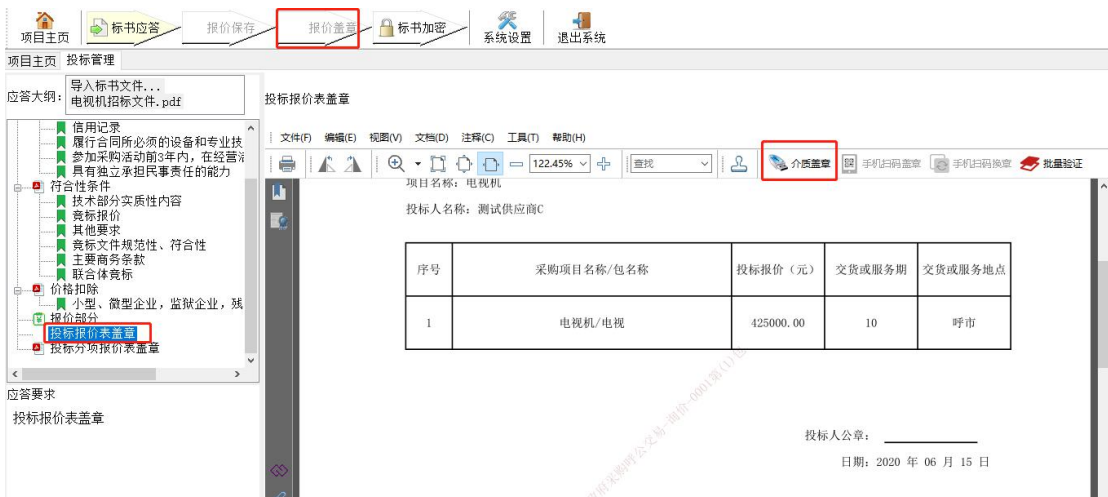 项目主页 标书应答 报价保存 报价盖章 标书加密 系统设置 退出系统
项目主页 投标管理
应答大纲： 导入标书文件...
电视机招标文件.pdf
信用记录
履行合同所必须的设备和专业技
参加采购活动前3年内，在经营活
具有独立承担民事责任的能力
符合性条件
技术部分实质性内容
竞标报价
其他要求
竞标文件规范性、符合性
主要商务条款
联合体竞标
价格扣除
小型、微型企业，监狱企业，残
报价部分
投标报价表盖章
投标分项报价表盖章
应答要求
投标报价表盖章
投标报价表盖章
文件(F) 编辑(E) 视图(V) 文档(D) 注释(C) 工具(T) 帮助(H)
122.45% 查找 介质盖章 手机扫码盖章 手机扫码换章 批量验证
项目名称：电视机
投标人名称：测试供应商C
序号 采购项目名称/包名称 投标报价（元） 交货或服务期 交货或服务地点
1 电视机/电视 425000.00 10 呼市
府采购呼公交易-询价-0001第(1)包
投标人公章：
日期：2020 年 06 月 15 日